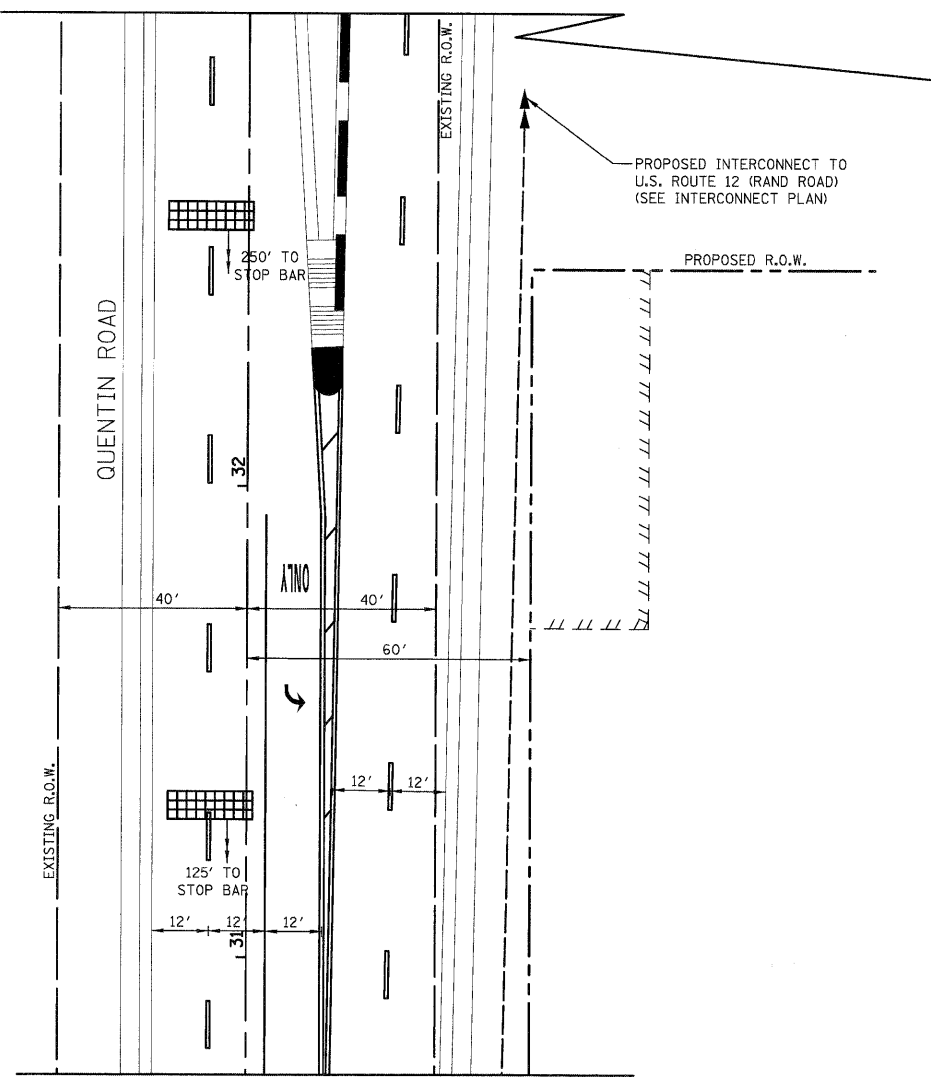 EXISTING R.O.W.
PROPOSED INTERCONNECT TO
U.S. ROUTE 12 (RAND ROAD)
(SEE INTERCONNECT PLAN)
250' TO
STOP BAR
PROPOSED R.O.W.
QUENTIN ROAD
32
ONLY
40'
40'
60'
EXISTING R.O.W.
12'
12'
125' TO
STOP BAR
12'
12'
12'
31